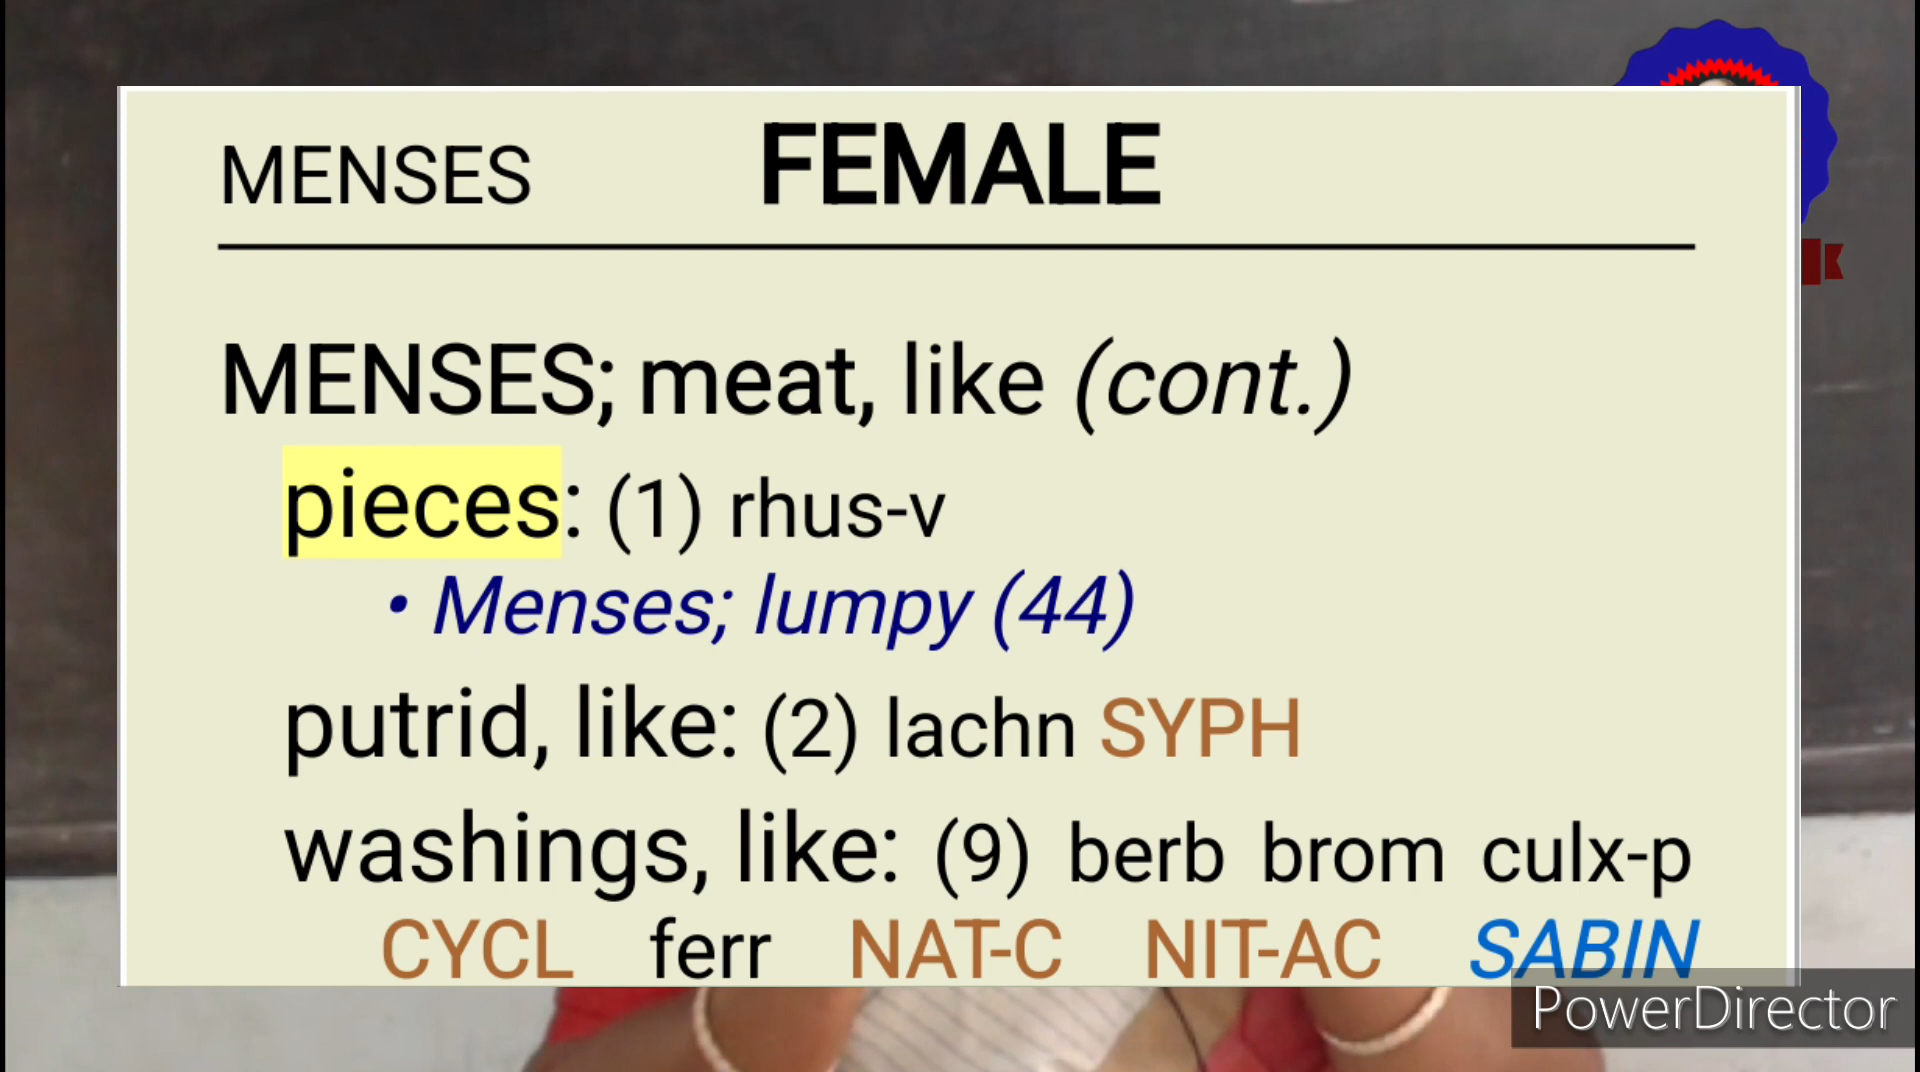 MENSES FEMALE
MENSES; meat, like (cont.)
pieces: (1) rhus-v
• Menses; lumpy (44)
putrid, like: (2) lachn SYPH
washings, like: (9) berb brom culx-p
CYCL ferr NAT-C NIT-AC SABIN
PowerDirector